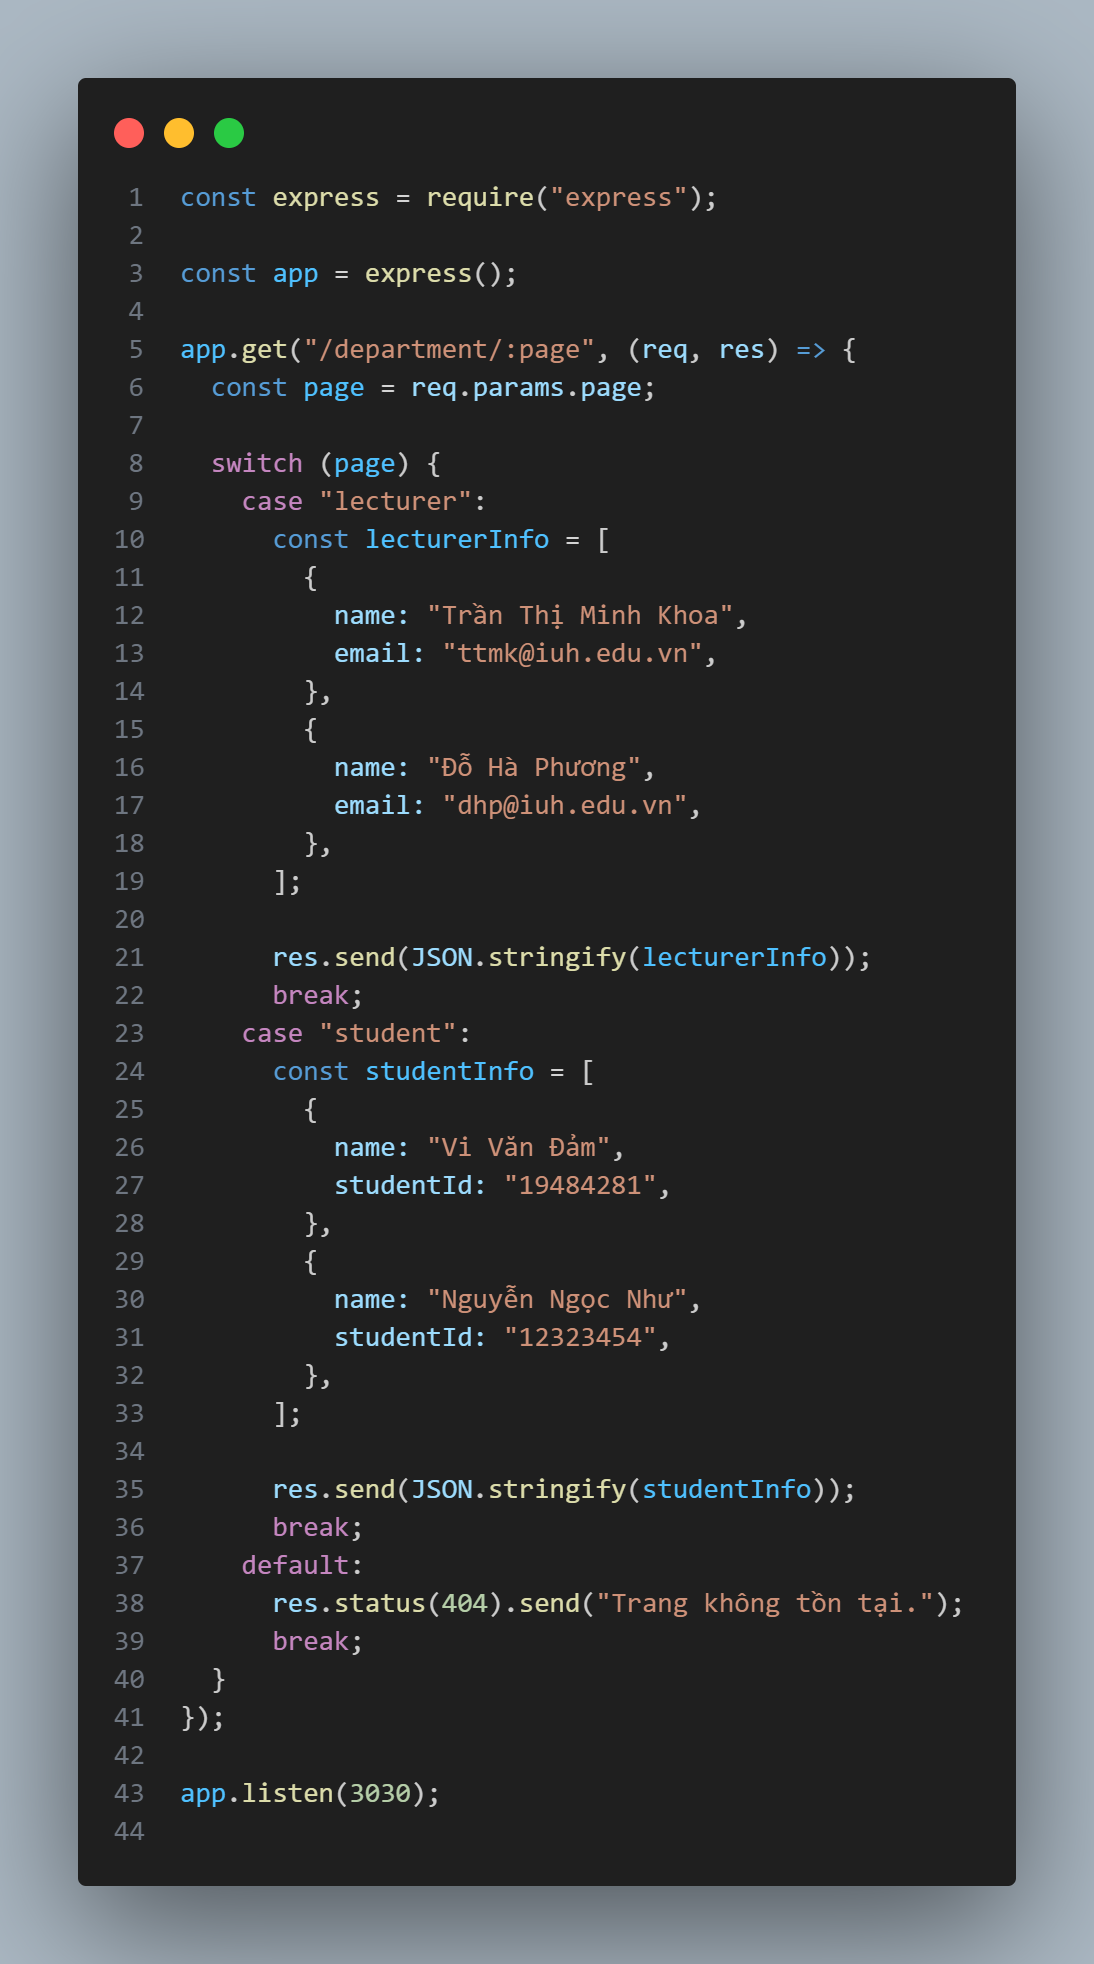 1 const express = require("express");
2
3 const app = express();
4
5 app.get("/department/:page", (req, res) => {
6   const page = req.params.page;
7
8   switch (page) {
9     case "lecturer":
10       const lecturerInfo = [
11         {
12           name: "Trần Thị Minh Khoa",
13           email: "ttmk@iuh.edu.vn",
14         },
15         {
16           name: "Đỗ Hà Phương",
17           email: "dhp@iuh.edu.vn",
18         },
19       ];
20
21       res.send(JSON.stringify(lecturerInfo));
22       break;
23     case "student":
24       const studentInfo = [
25         {
26           name: "Vi Văn Đảm",
27           studentId: "19484281",
28         },
29         {
30           name: "Nguyễn Ngọc Như",
31           studentId: "12323454",
32         },
33       ];
34
35       res.send(JSON.stringify(studentInfo));
36       break;
37     default:
38       res.status(404).send("Trang không tồn tại.");
39       break;
40   }
41 });
42
43 app.listen(3030);
44